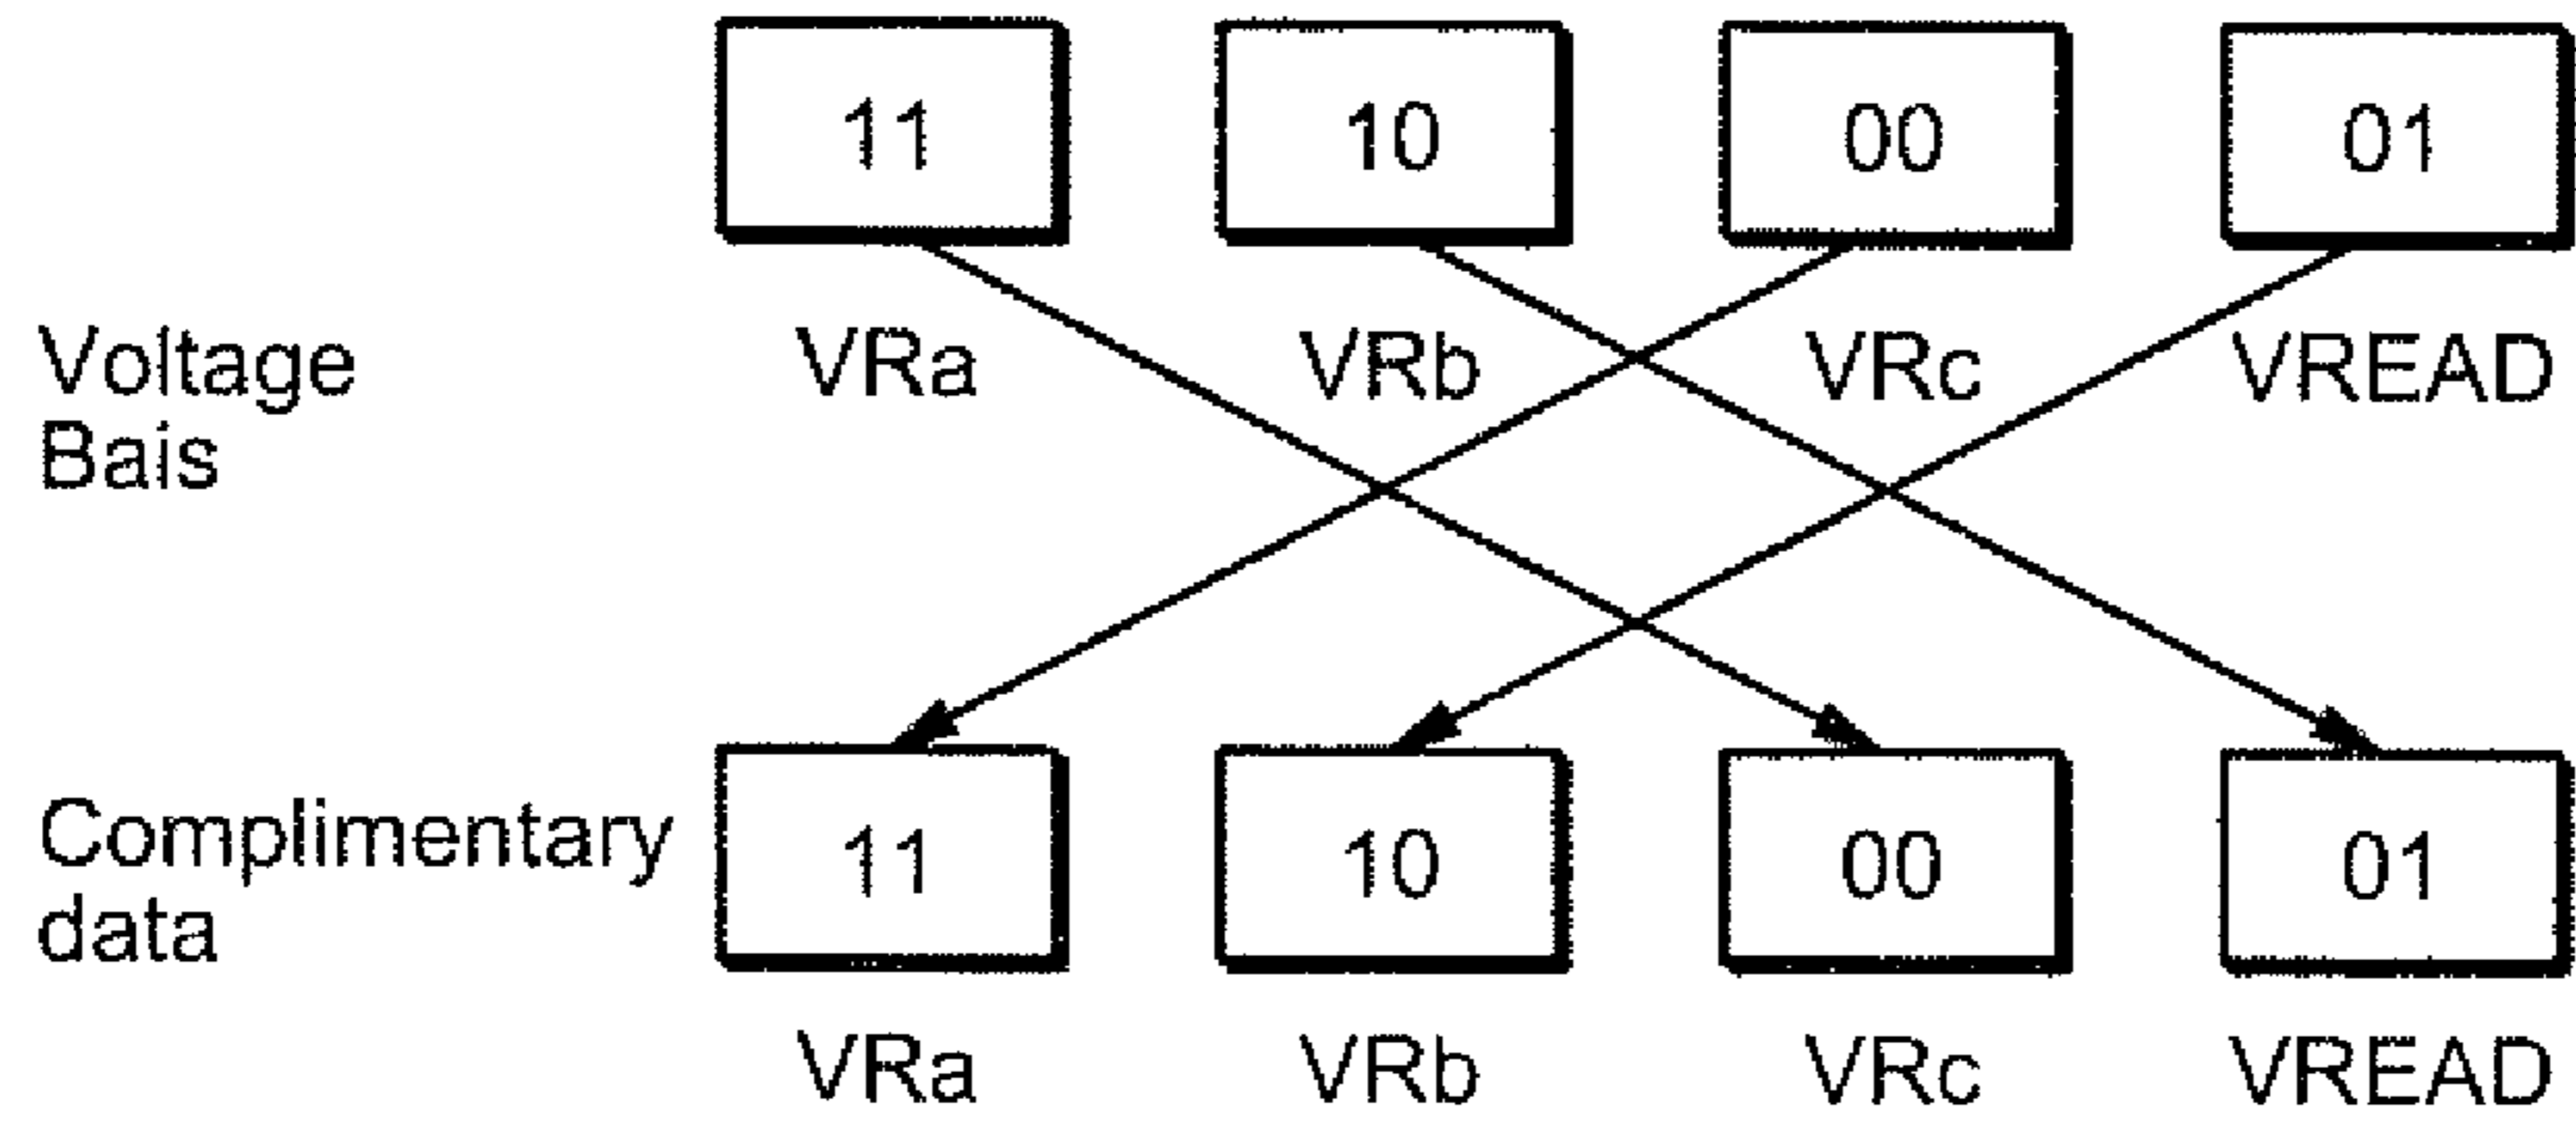 11 10 00 01
Voltage VRa VRb VRc VREAD
Bais
Complimentary 11 10 00 01
data
VRa VRb VRc VREAD